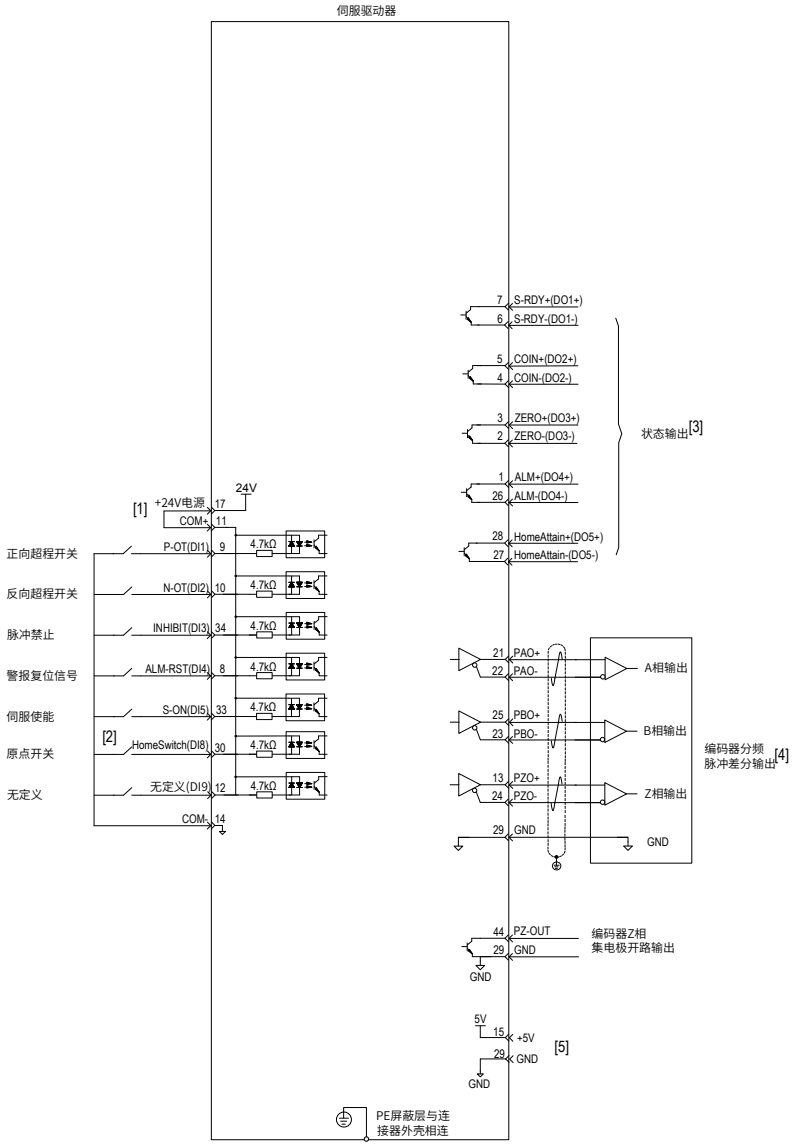 伺服驱动器
7 S-RDY+(DO1+)
6 S-RDY-(DO1-)
5 COIN+(DO2+)
4 COIN-(DO2-)
3 ZERO+(DO3+)
2 ZERO-(DO3-)
状态输出[3]
1 ALM+(DO4+)
26 ALM-(DO4-)
28 HomeAttain+(DO5+)
27 HomeAttain-(DO5-)
24V
[1] +24V电源 17
COM+ 11
正向超程开关 P-OT(DI1) 9 4.7kΩ
反向超程开关 N-OT(DI2) 10 4.7kΩ
脉冲禁止 INHIBIT(DI3) 34 4.7kΩ
警报复位信号 ALM-RST(DI4) 8 4.7kΩ
伺服使能 S-ON(DI5) 33 4.7kΩ
[2]
原点开关 HomeSwitch(DI8) 30 4.7kΩ
无定义 无定义(DI9) 12 4.7kΩ
COM- 14
21 PAO+
22 PAO-
A相输出
25 PBO+
23 PBO-
B相输出
编码器分频
脉冲差分输出[4]
13 PZO+
24 PZO-
Z相输出
29 GND
GND
44 PZ-OUT
29 GND
GND
编码器Z相
集电极开路输出
5V
15 +5V
[5]
29 GND
GND
PE屏蔽层与连
接器外壳相连